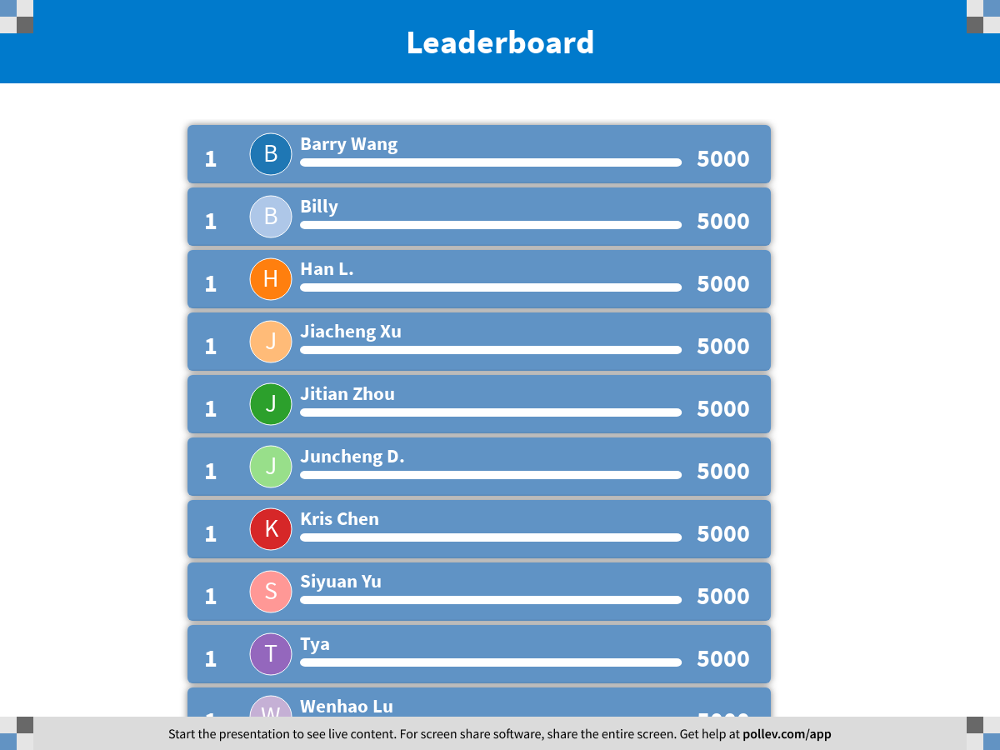 Leaderboard
1 B Barry Wang 5000
1 B Billy 5000
1 H Han L. 5000
1 J Jiacheng Xu 5000
1 J Jitian Zhou 5000
1 J Juncheng D. 5000
1 K Kris Chen 5000
1 S Siyuan Yu 5000
1 T Tya 5000
1 W Wenhao Lu 5000
Start the presentation to see live content. For screen share software, share the entire screen. Get help at pollev.com/app